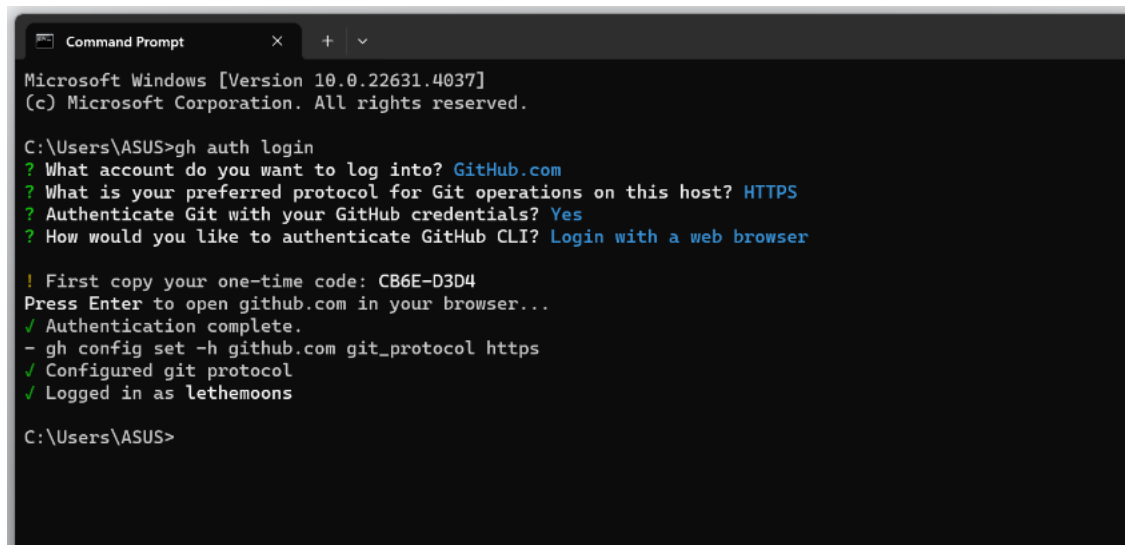 Command Prompt
Microsoft Windows [Version 10.0.22631.4037]
(c) Microsoft Corporation. All rights reserved.
C:\Users\ASUS>gh auth login
? What account do you want to log into? GitHub.com
? What is your preferred protocol for Git operations on this host? HTTPS
? Authenticate Git with your GitHub credentials? Yes
? How would you like to authenticate GitHub CLI? Login with a web browser
! First copy your one-time code: CB6E-D3D4
Press Enter to open github.com in your browser...
√ Authentication complete.
- gh config set -h github.com git_protocol https
√ Configured git protocol
√ Logged in as lethemoons
C:\Users\ASUS>